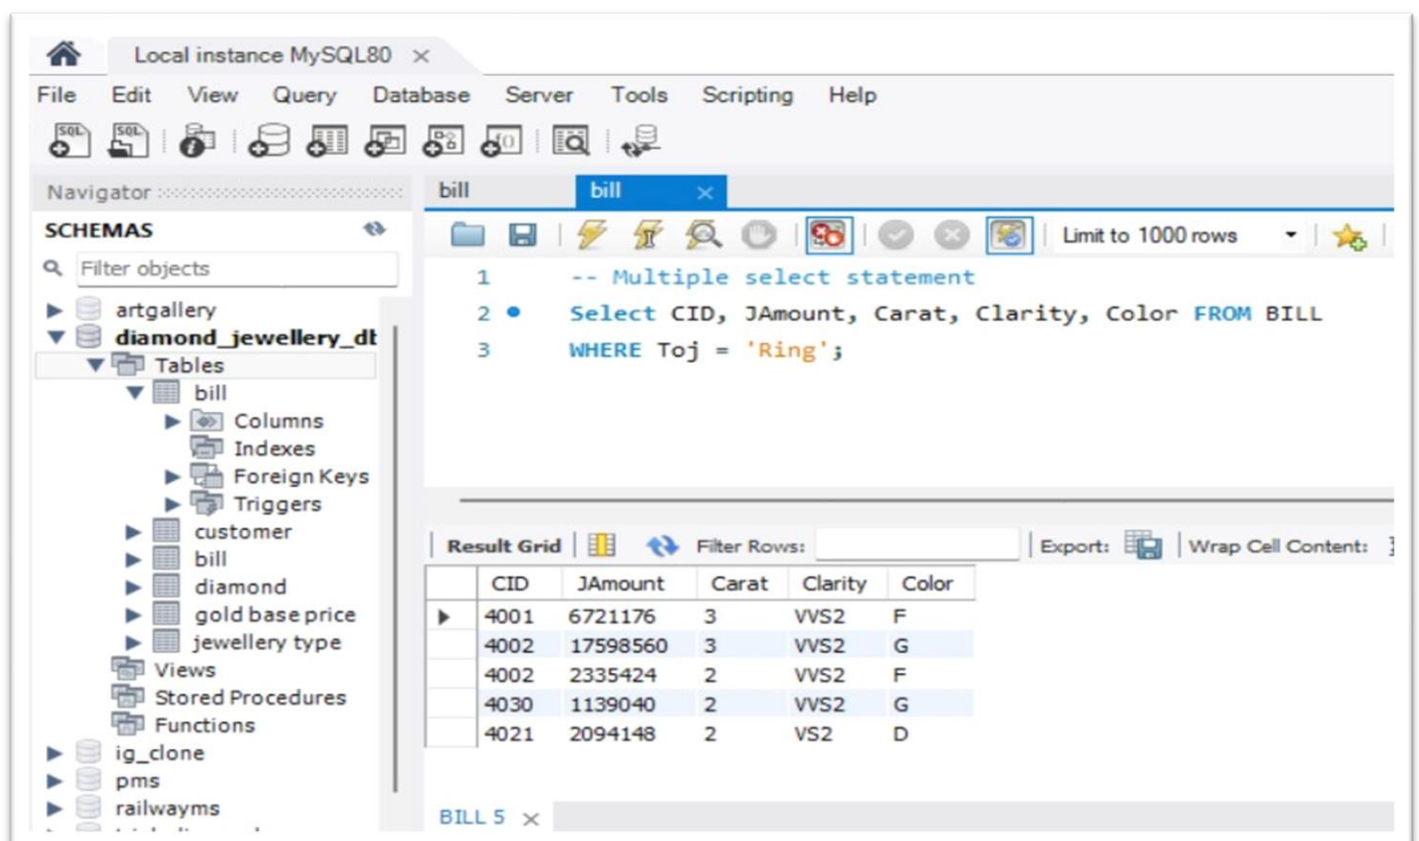 Local instance MySQL80
File Edit View Query Database Server Tools Scripting Help
SQL SQL
Navigator
SCHEMAS
Filter objects
artgallery
diamond_jewellery_dt
Tables
bill
Columns
Indexes
Foreign Keys
Triggers
customer
bill
diamond
gold base price
jewellery type
Views
Stored Procedures
Functions
ig_clone
pms
railwayms
bill bill
Limit to 1000 rows
1 -- Multiple select statement
2 Select CID, JAmount, Carat, Clarity, Color FROM BILL
3 WHERE Toj = 'Ring';
Result Grid Filter Rows: Export: Wrap Cell Content:
CID JAmount Carat Clarity Color
4001 6721176 3 VVS2 F
4002 17598560 3 VVS2 G
4002 2335424 2 VVS2 F
4030 1139040 2 VVS2 G
4021 2094148 2 VS2 D
BILL 5